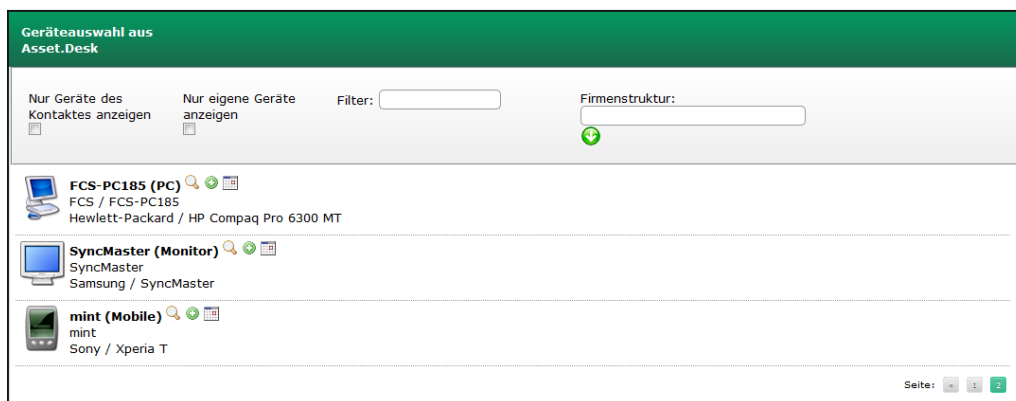 Geräteauswahl aus
Asset.Desk
Nur Geräte des
Kontaktes anzeigen
Nur eigene Geräte
anzeigen
Filter:
Firmenstruktur:
FCS-PC185 (PC)
FCS / FCS-PC185
Hewlett-Packard / HP Compaq Pro 6300 MT
SyncMaster (Monitor)
SyncMaster
Samsung / SyncMaster
mint (Mobile)
mint
Sony / Xperia T
Seite: « 1 2